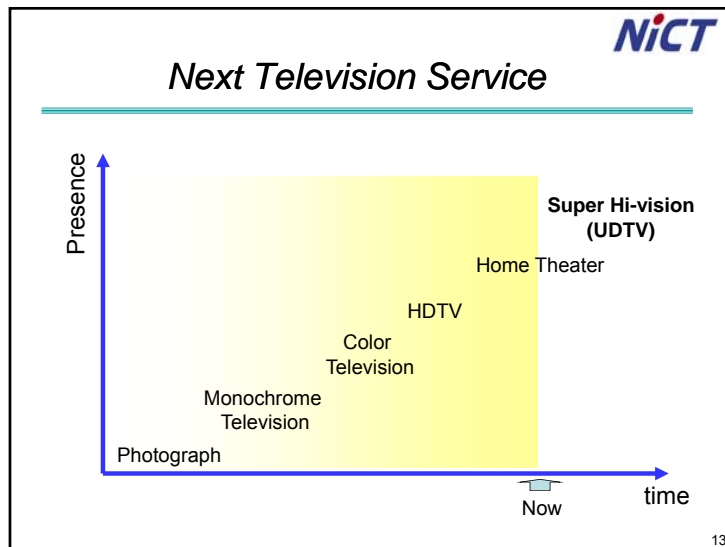 NiCT
Next Television Service
Presence
Super Hi-vision
(UDTV)
Home Theater
HDTV
Color
Television
Monochrome
Television
Photograph
time
Now
13